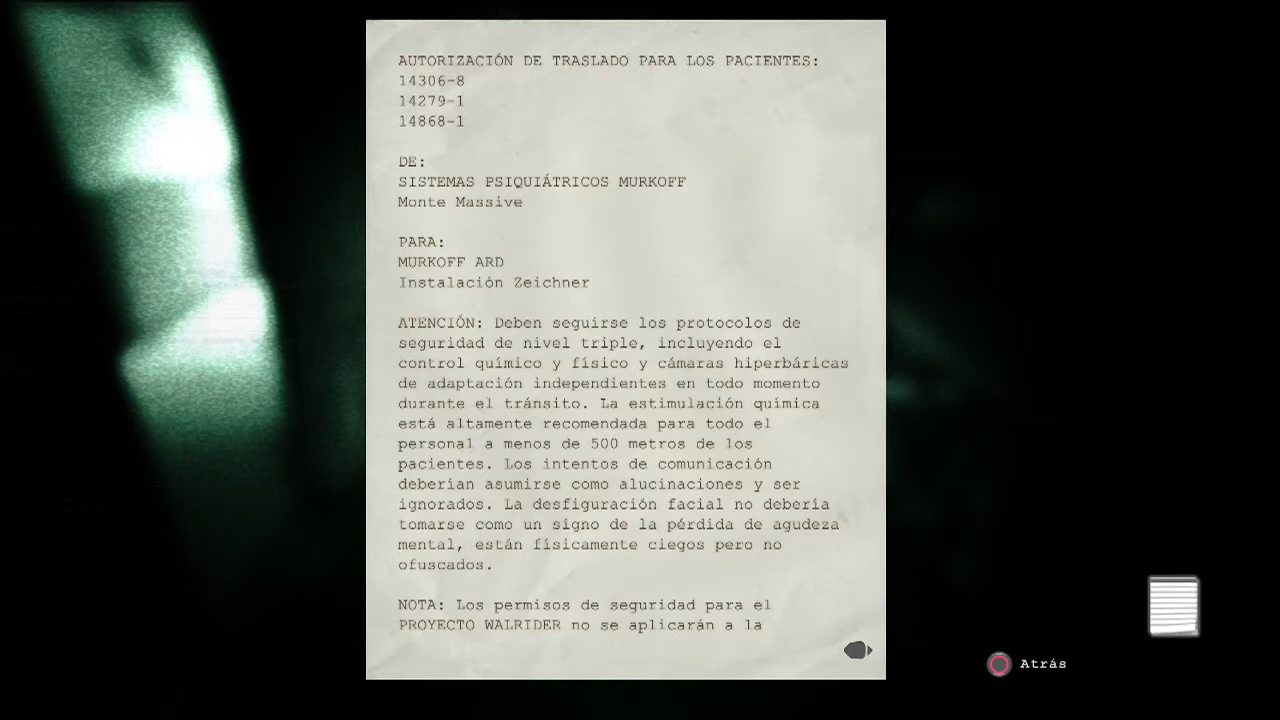 AUTORIZACIÓN DE TRASLADO PARA LOS PACIENTES:
14306-8
14279-1
14868-1
DE:
SISTEMAS PSIQUIÁTRICOS MURKOFF
Monte Massive
PARA:
MURKOFF ARD
Instalación Zeichner
ATENCIÓN: Deben seguirse los protocolos de
seguridad de nivel triple, incluyendo el
control químico y físico y cámaras hiperbáricas
de adaptación independientes en todo momento
durante el tránsito. La estimulación química
está altamente recomendada para todo el
personal a menos de 500 metros de los
pacientes. Los intentos de comunicación
deberían asumirse como alucinaciones y ser
ignorados. La desfiguración facial no debería
tomarse como un signo de la pérdida de agudeza
mental, están físicamente ciegos pero no
ofuscados.
NOTA: Los permisos de seguridad para el
PROYECTO WALRIDER no se aplicarán a la
Atrás